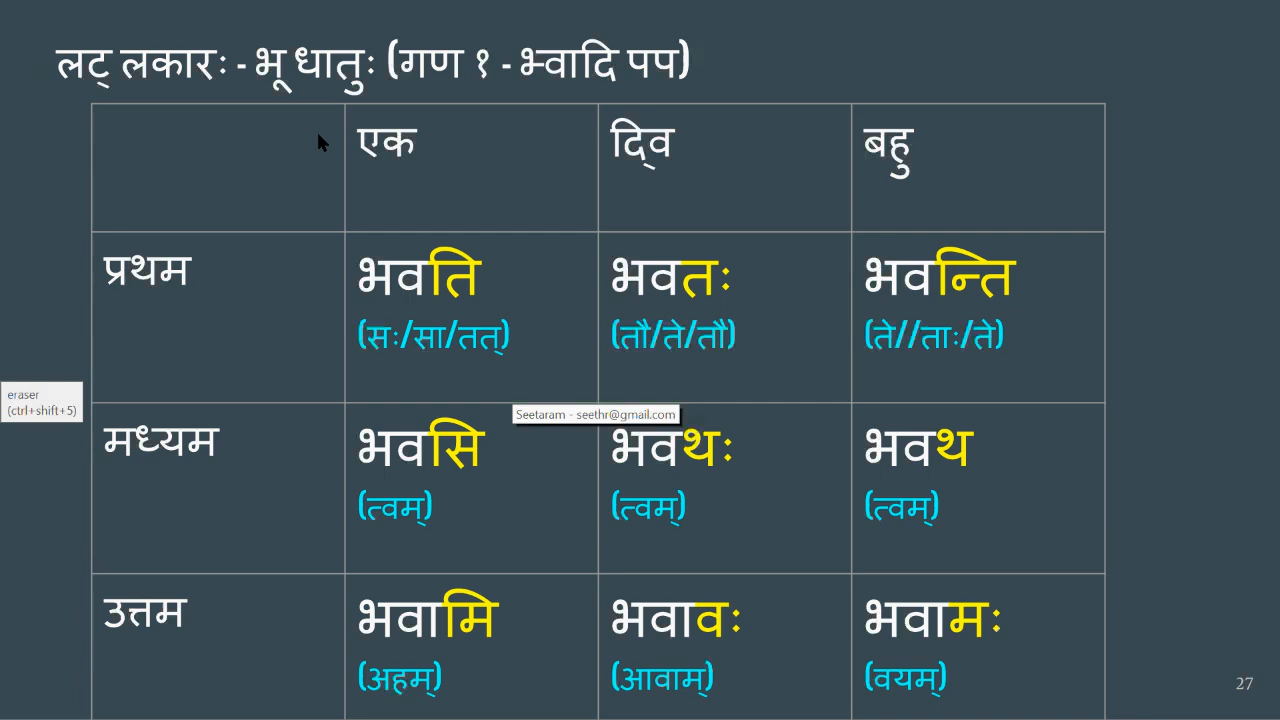 लट् लकारः - भू धातुः (गण १ - भ्वादि पप)
एक द्वि बहु
प्रथम भवति भवतः भवन्ति
(सः/सा/तत्) (तौ/ते/तौ) (ते//ताः/ते)
eraser
(ctrl+shift+5)
Seetaram - seethr@gmail.com
मध्यम भवसि भवथः भवथ
(त्वम्) (त्वम्) (त्वम्)
उत्तम भवामि भवावः भवामः
(अहम्) (आवाम्) (वयम्)
27